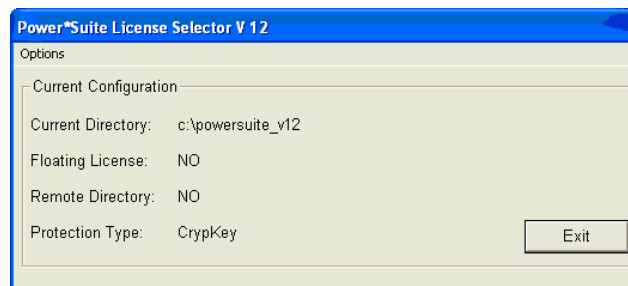 Power*Suite License Selector V 12
Options
Current Configuration
Current Directory: c:\powersuite_v12
Floating License: NO
Remote Directory: NO
Protection Type: CrypKey
Exit